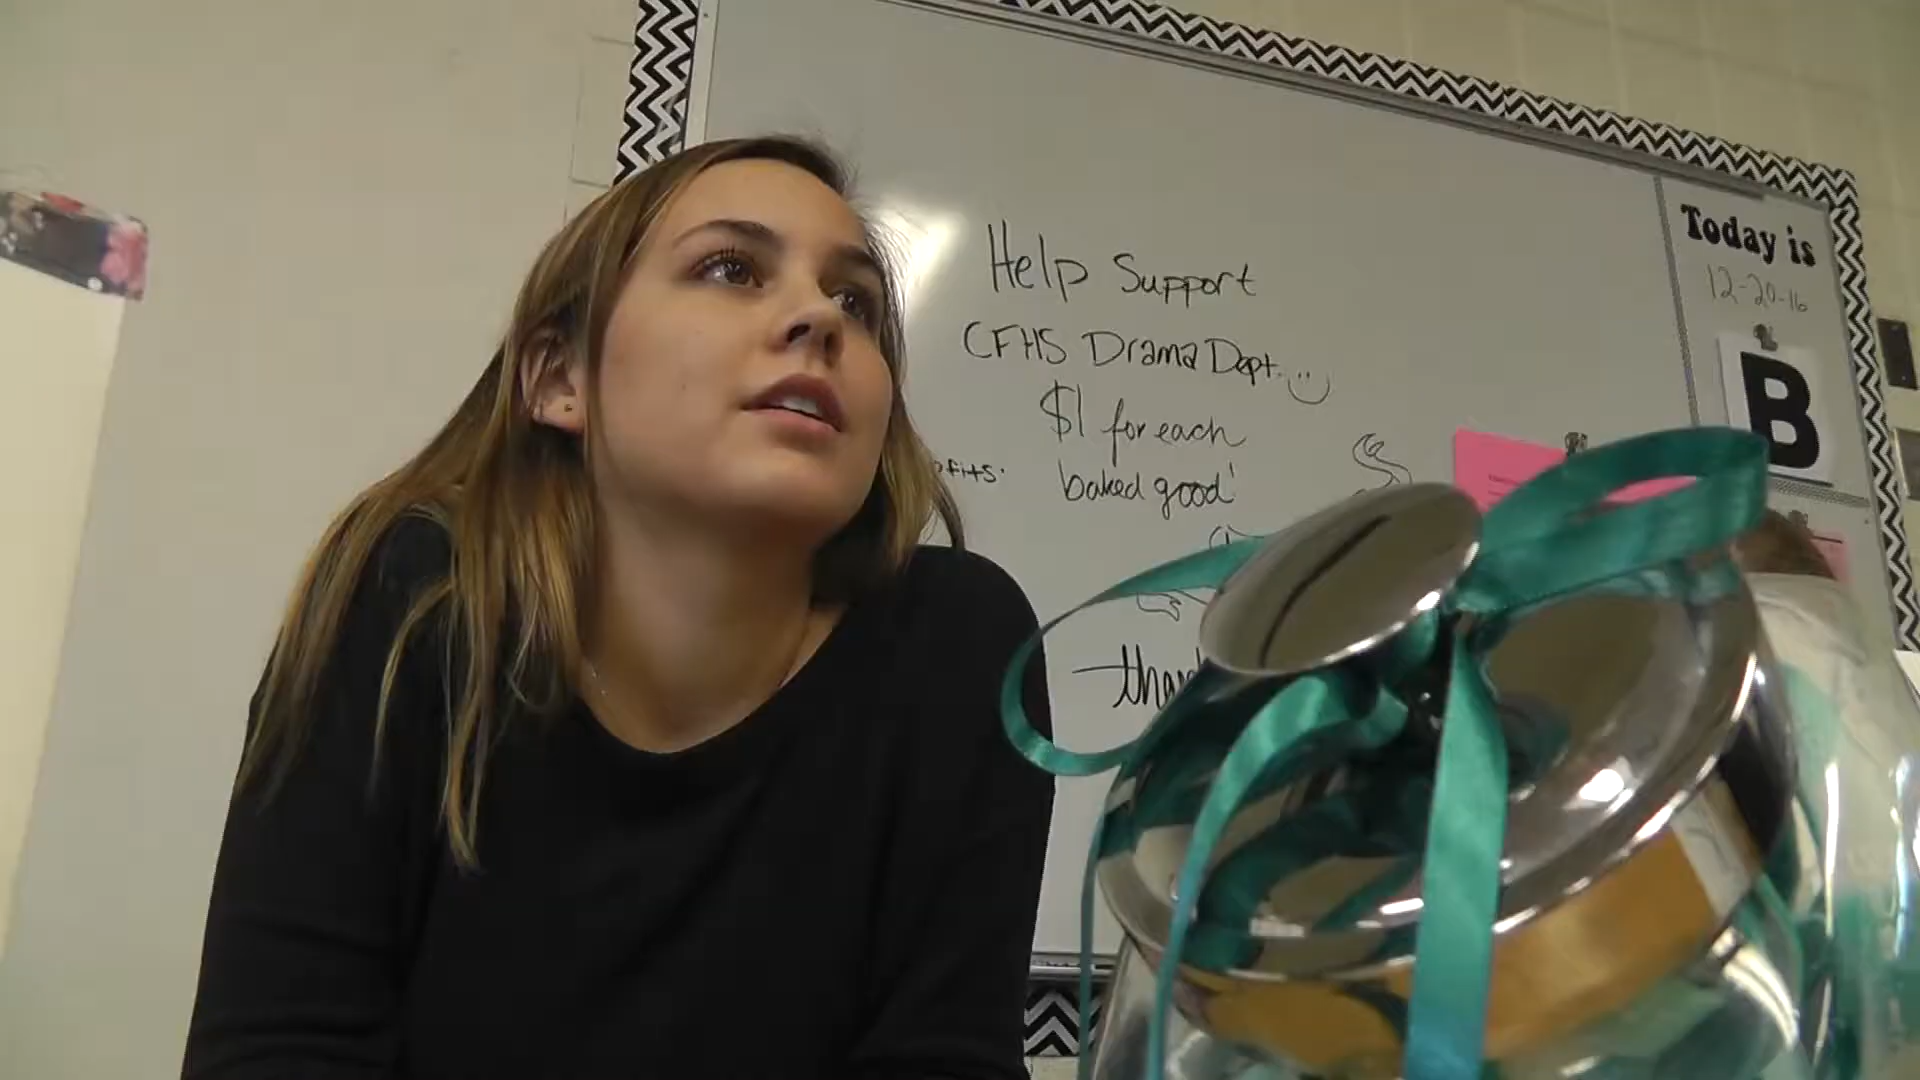 Help Support
CFHS Drama Dept.
$1 for each
baked good
Today is
12-20-16
B